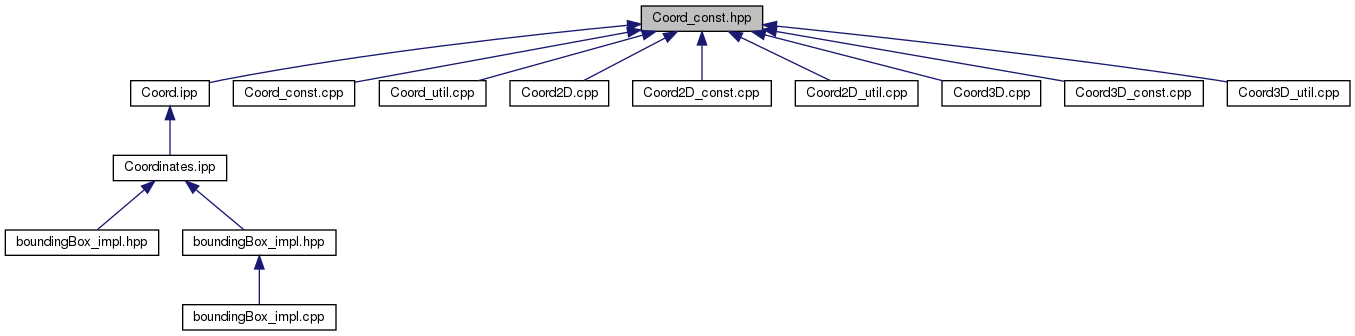 Coord_const.hpp
Coord.ipp
Coord_const.cpp
Coord_util.cpp
Coord2D.cpp
Coord2D_const.cpp
Coord2D_util.cpp
Coord3D.cpp
Coord3D_const.cpp
Coord3D_util.cpp
Coordinates.ipp
boundingBox_impl.hpp
boundingBox_impl.hpp
boundingBox_impl.cpp